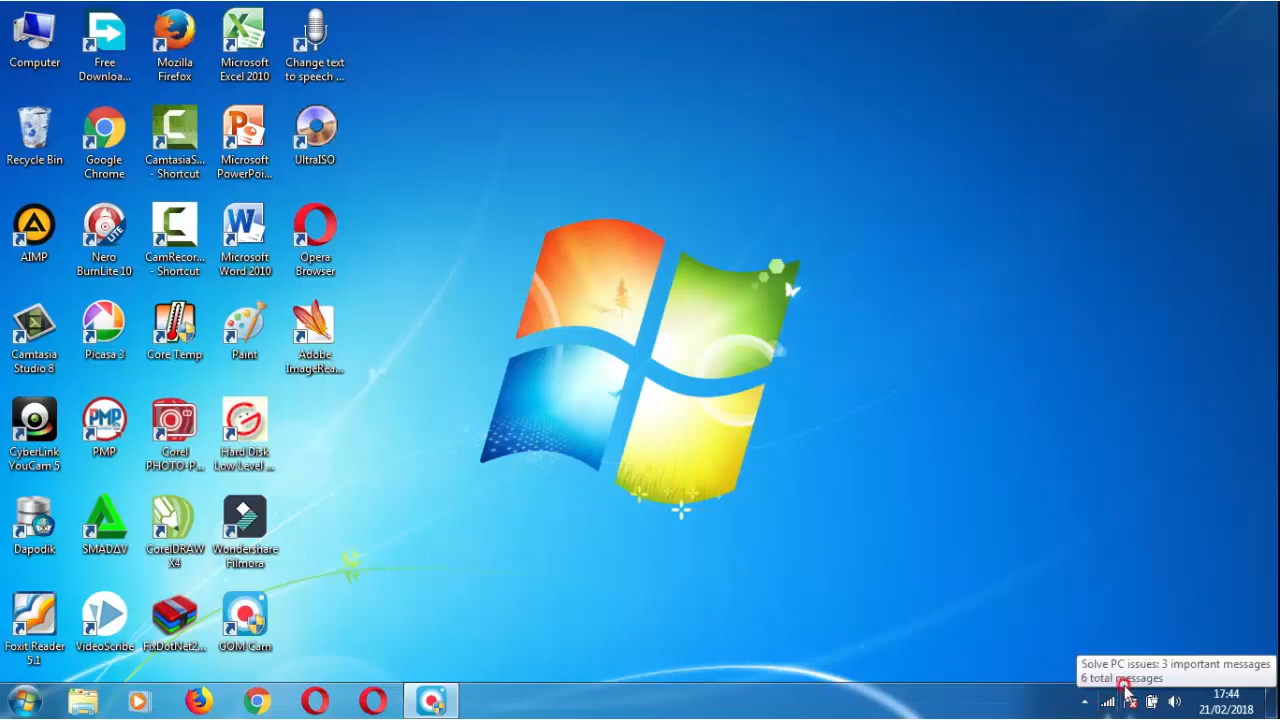 Computer
Free
Downloa...
Mozilla
Firefox
Microsoft
Excel 2010
Change text
to speech ...
Recycle Bin
Google
Chrome
CamtasiaS...
- Shortcut
Microsoft
PowerPoi...
UltraISO
AIMP
Nero
BurnLite 10
CamRecor...
- Shortcut
Microsoft
Word 2010
Opera
Browser
Camtasia
Studio 8
Picasa 3
Core Temp
Paint
Adobe
ImageRea...
CyberLink
YouCam 5
PMP
Corel
PHOTO-P...
Hard Disk
Low Level ...
Dapodik
SMADΔV
CorelDRAW
X4
Wondershare
Filmora
Foxit Reader
5.1
VideoScribe
FixDotNet2...
GOM Cam
Solve PC issues: 3 important messages
6 total messages
17:44
21/02/2018